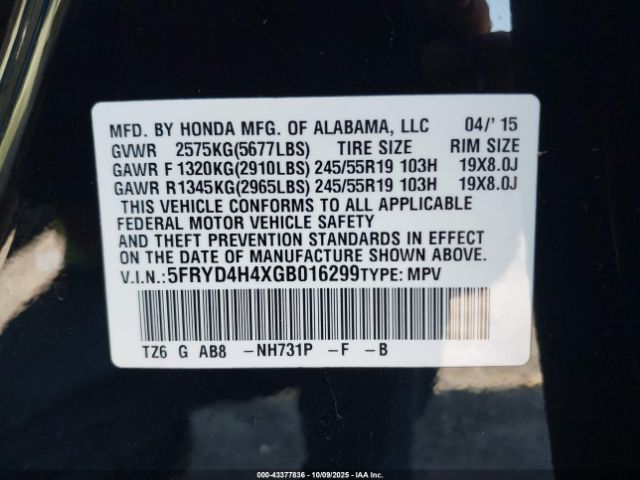 MFD. BY HONDA MFG. OF ALABAMA, LLC 04/' 15
GVWR 2575KG(5677LBS) TIRE SIZE RIM SIZE
GAWR F 1320KG(2910LBS) 245/55R19 103H 19X8.0J
GAWR R1345KG(2965LBS) 245/55R19 103H 19X8.0J
THIS VEHICLE CONFORMS TO ALL APPLICABLE
FEDERAL MOTOR VEHICLE SAFETY
AND THEFT PREVENTION STANDARDS IN EFFECT
ON THE DATE OF MANUFACTURE SHOWN ABOVE.
V.I.N.:5FRYD4H4XGB016299TYPE: MPV
TZ6 G AB8 -NH731P -F -B
000-43377836 - 10/09/2025 - IAA Inc.